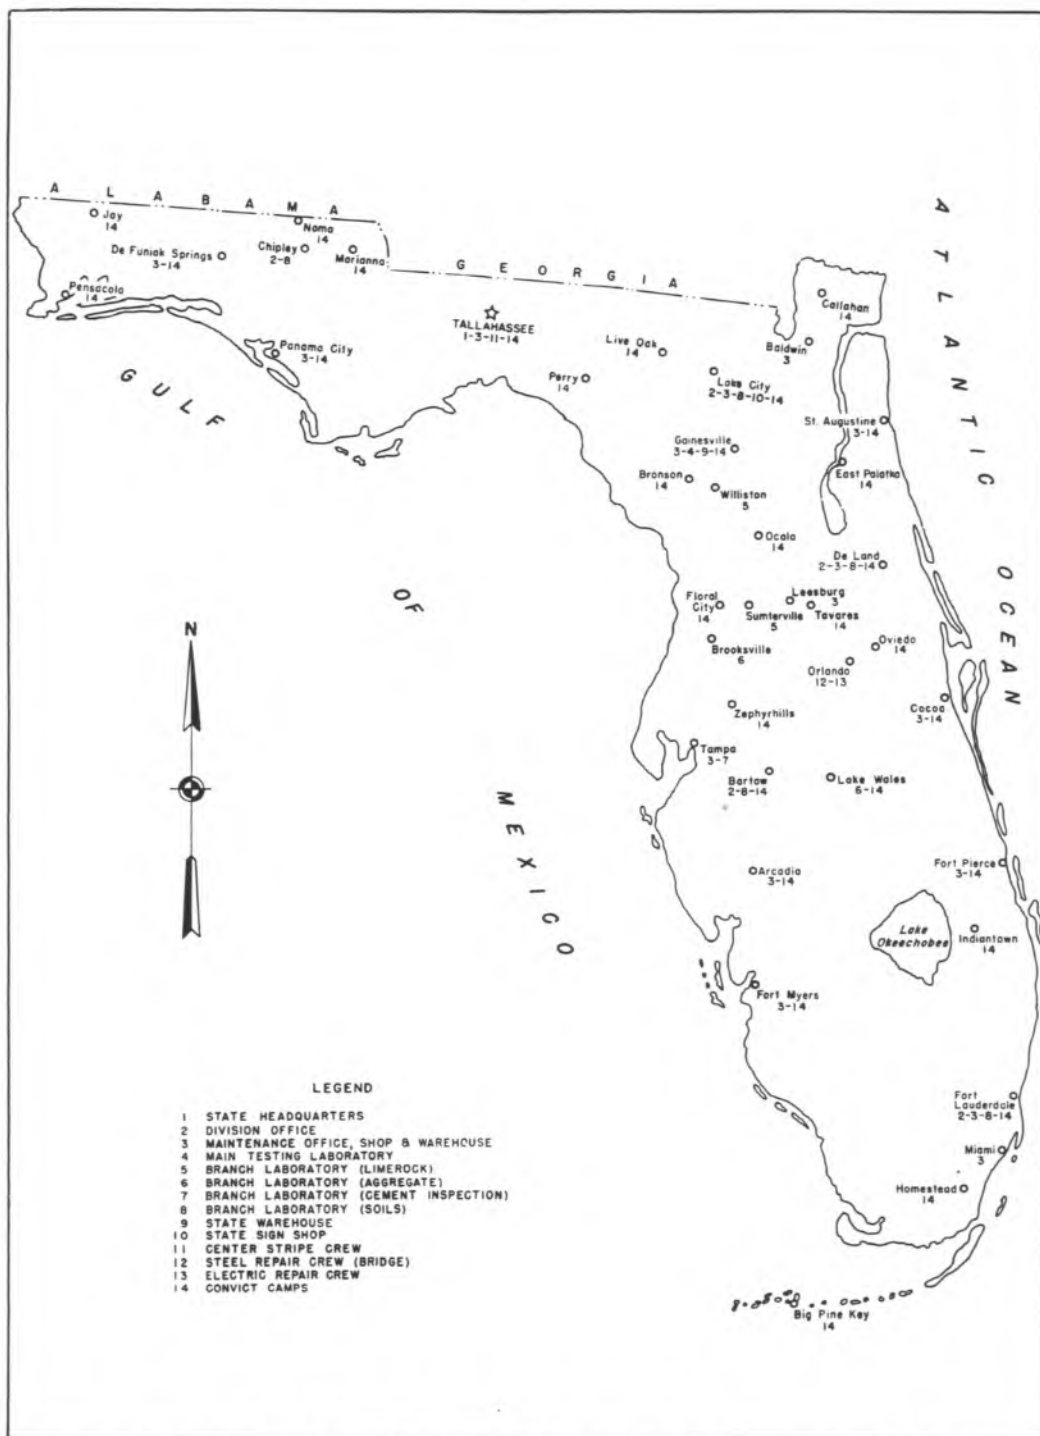 ALABAMA
Jay
14
Noma
14
De Funiak Springs
3-14
Chipley
2-8
Marianna
14
GEORGIA
Pensacola
14
Callahan
14
TALLAHASSEE
1-3-11-14
Panama City
3-14
Live Oak
14
Baldwin
3
Perry
14
Lake City
2-3-8-10-14
St. Augustine
3-14
Gainesville
3-4-9-14
East Palatka
14
Bronson
14
Williston
5
Ocala
14
De Land
2-3-8-14
Floral
City
14
Sumterville
5
Leesburg
3
Tavares
14
Brooksville
6
Oviedo
14
Orlando
12-13
Zephyrhills
14
Cocoa
3-14
Tampa
3-7
Bartow
2-8-14
Lake Wales
6-14
Arcadia
3-14
Fort Pierce
3-14
Lake
Okeechobee
Indiantown
14
Fort Myers
3-14
Fort
Lauderdale
2-3-8-14
Miami
3
Homestead
14
Big Pine Key
14
GULF
OF
MEXICO
ATLANTIC
OCEAN
N
LEGEND
1 STATE HEADQUARTERS
2 DIVISION OFFICE
3 MAINTENANCE OFFICE, SHOP & WAREHOUSE
4 MAIN TESTING LABORATORY
5 BRANCH LABORATORY (LIMEROCK)
6 BRANCH LABORATORY (AGGREGATE)
7 BRANCH LABORATORY (CEMENT INSPECTION)
8 BRANCH LABORATORY (SOILS)
9 STATE WAREHOUSE
10 STATE SIGN SHOP
11 CENTER STRIPE CREW
12 STEEL REPAIR CREW (BRIDGE)
13 ELECTRIC REPAIR CREW
14 CONVICT CAMPS